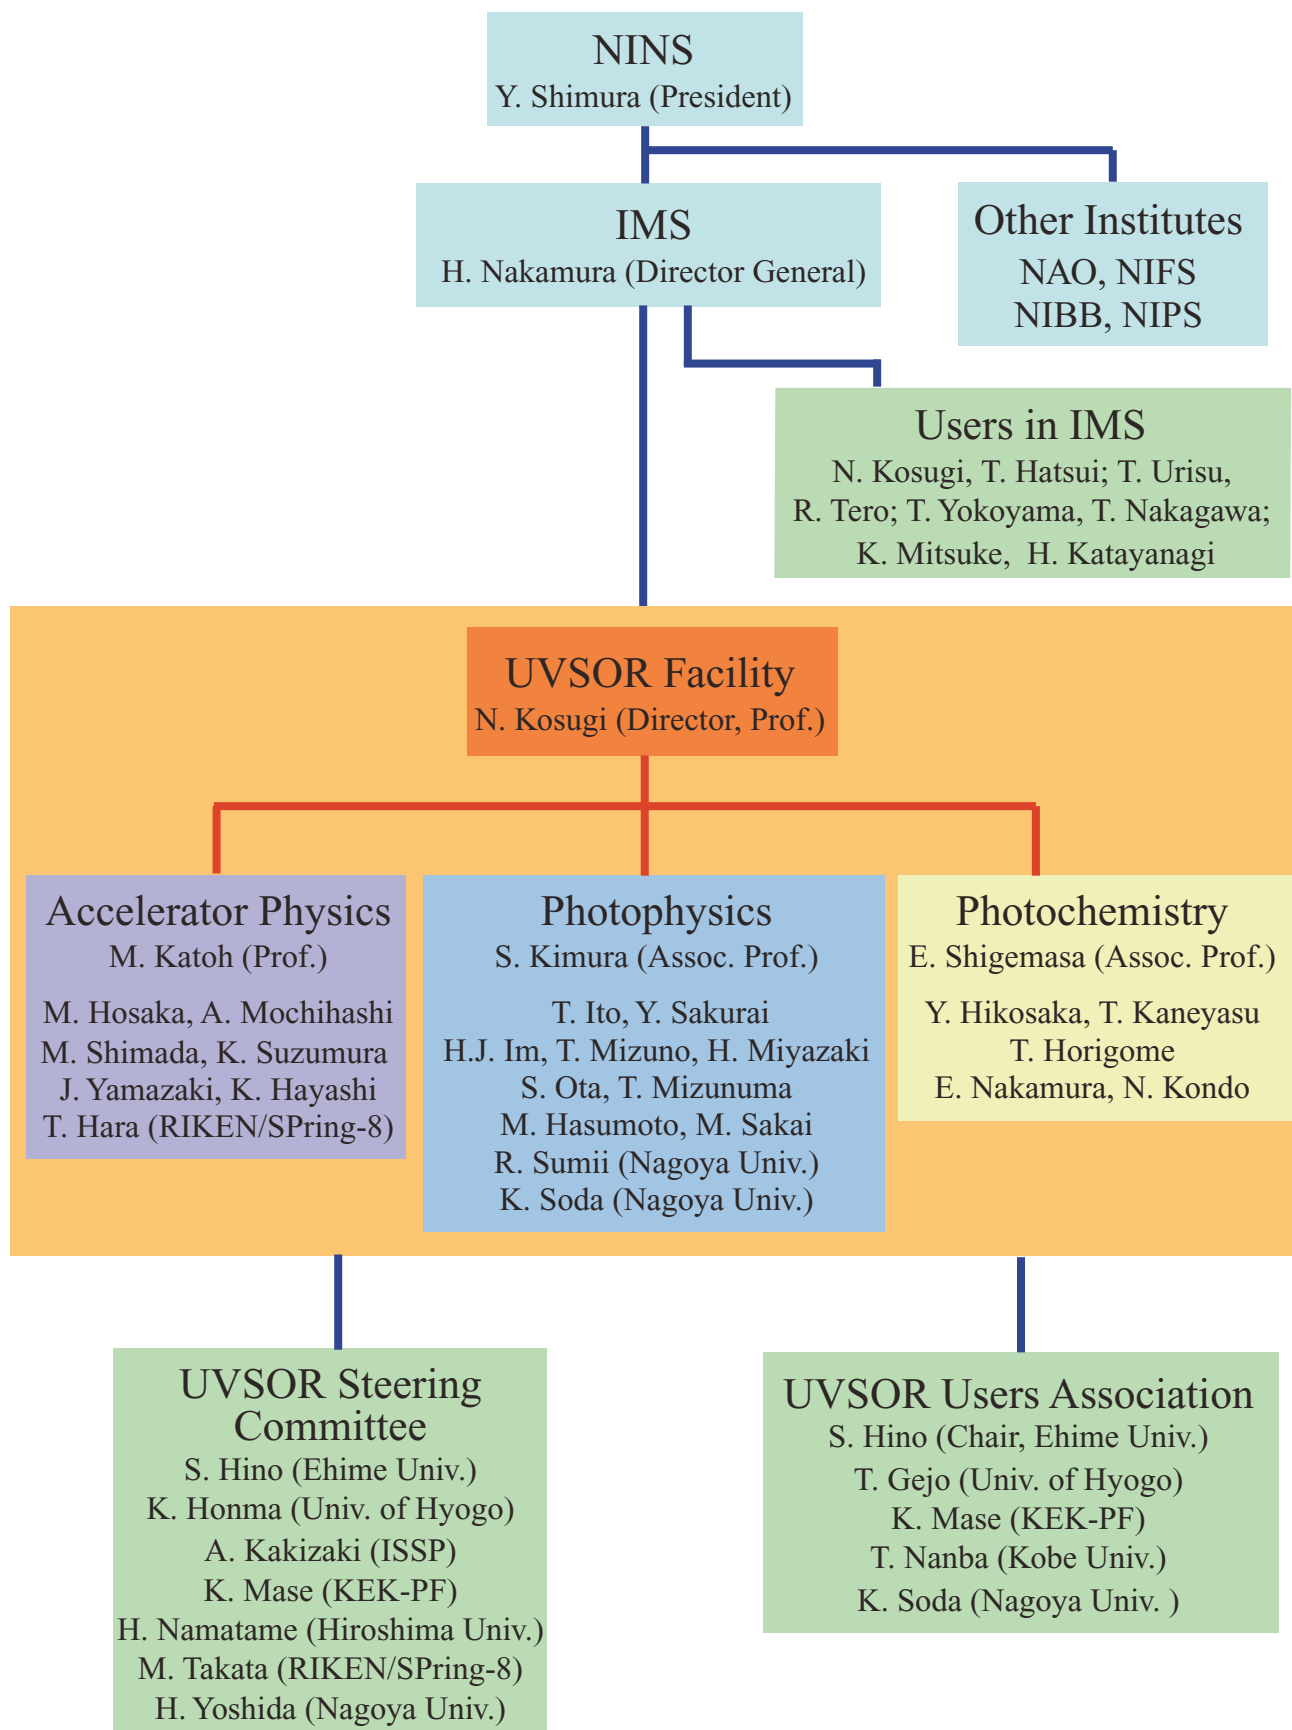 NINS
Y. Shimura (President)
IMS
H. Nakamura (Director General)
Other Institutes
NAO, NIFS
NIBB, NIPS
Users in IMS
N. Kosugi, T. Hatsui; T. Urisu,
R. Tero; T. Yokoyama, T. Nakagawa;
K. Mitsuke, H. Katayanagi
UVSOR Facility
N. Kosugi (Director, Prof.)
Accelerator Physics
M. Katoh (Prof.)
M. Hosaka, A. Mochihashi
M. Shimada, K. Suzumura
J. Yamazaki, K. Hayashi
T. Hara (RIKEN/SPring-8)
Photophysics
S. Kimura (Assoc. Prof.)
T. Ito, Y. Sakurai
H.J. Im, T. Mizuno, H. Miyazaki
S. Ota, T. Mizunuma
M. Hasumoto, M. Sakai
R. Sumii (Nagoya Univ.)
K. Soda (Nagoya Univ.)
Photochemistry
E. Shigemasa (Assoc. Prof.)
Y. Hikosaka, T. Kaneyasu
T. Horigome
E. Nakamura, N. Kondo
UVSOR Steering
Committee
S. Hino (Ehime Univ.)
K. Honma (Univ. of Hyogo)
A. Kakizaki (ISSP)
K. Mase (KEK-PF)
H. Namatame (Hiroshima Univ.)
M. Takata (RIKEN/SPring-8)
H. Yoshida (Nagoya Univ.)
UVSOR Users Association
S. Hino (Chair, Ehime Univ.)
T. Gejo (Univ. of Hyogo)
K. Mase (KEK-PF)
T. Nanba (Kobe Univ.)
K. Soda (Nagoya Univ. )